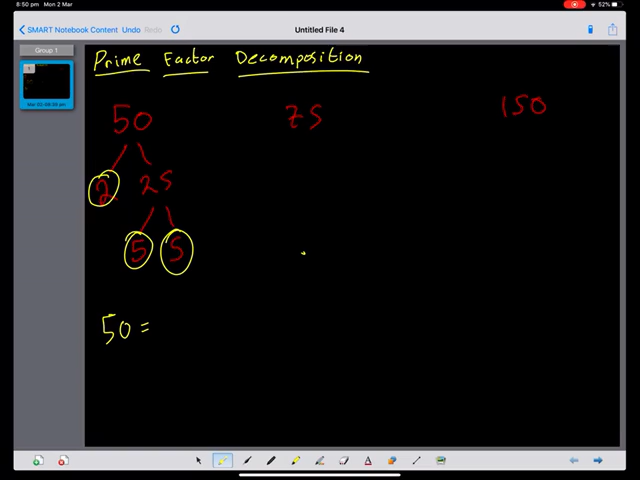 8:50 pm Mon 2 Mar 52%
SMART Notebook Content Undo Redo Untitled File 4
Group 1
Prime Factor Decomposition
50 75 150
2 25
5 5
50 =